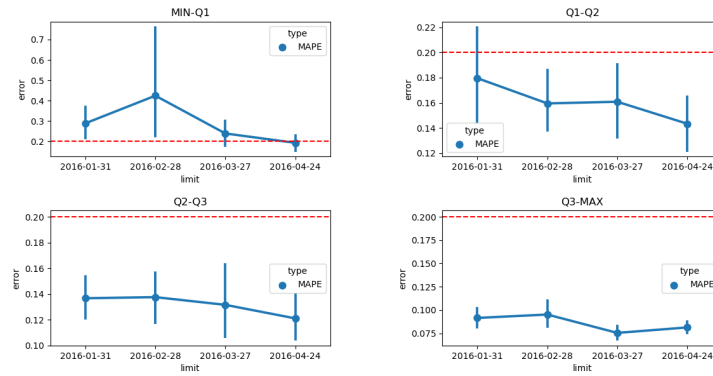 MIN-Q1
error
0.7
0.6
0.5
0.4
0.3
0.2
type
MAPE
2016-01-31 2016-02-28 2016-03-27 2016-04-24
limit
Q1-Q2
error
0.22
0.20
0.18
0.16
0.14
0.12
type
MAPE
2016-01-31 2016-02-28 2016-03-27 2016-04-24
limit
Q2-Q3
error
0.20
0.18
0.16
0.14
0.12
0.10
type
MAPE
2016-01-31 2016-02-28 2016-03-27 2016-04-24
limit
Q3-MAX
error
0.200
0.175
0.150
0.125
0.100
0.075
type
MAPE
2016-01-31 2016-02-28 2016-03-27 2016-04-24
limit